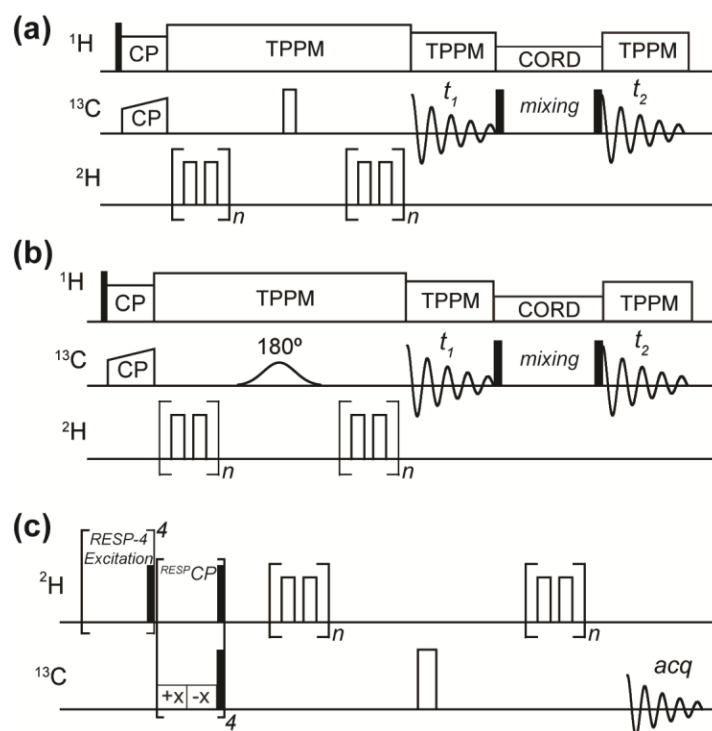 (a)
¹H CP TPPM TPPM CORD TPPM
¹³C CP t₁ mixing t₂
²H n n
(b)
¹H CP TPPM TPPM CORD TPPM
¹³C CP 180º t₁ mixing t₂
²H n n
(c)
RESP-4 4
Excitation
²H ᴿᴱˢᴾCP n n
¹³C +x -x 4 acq